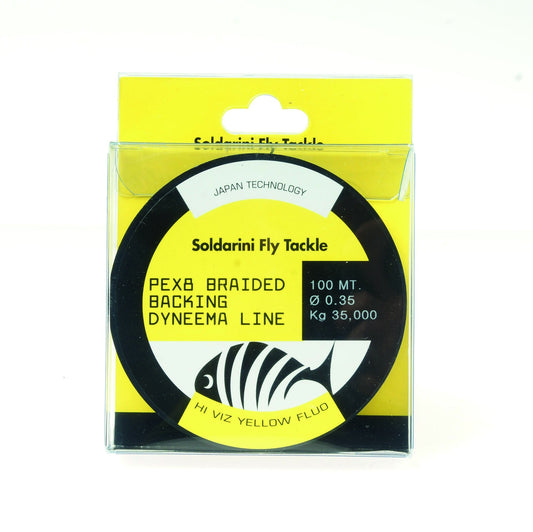 Soldarini Fly Tackle
JAPAN TECHNOLOGY
Soldarini Fly Tackle
PEX8 BRAIDED
BACKING
DYNEEMA LINE
100 MT.
Ø 0.35
Kg 35,000
HI VIZ YELLOW FLUO